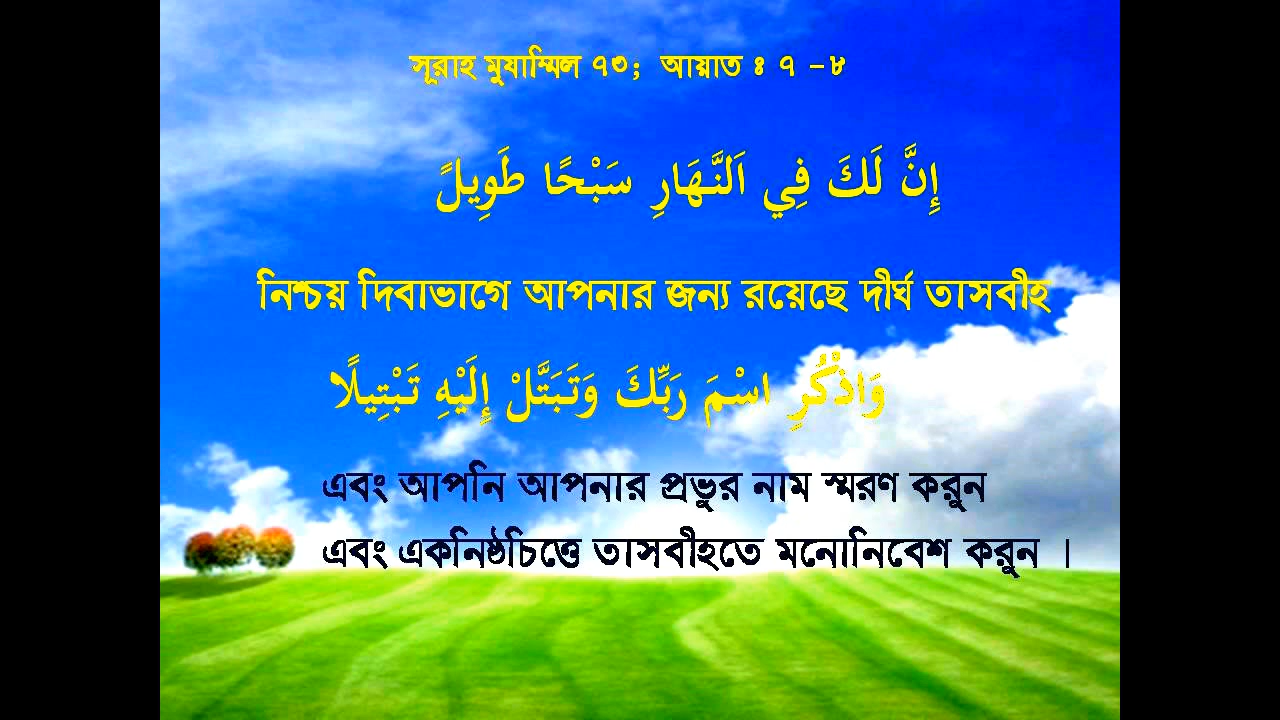 সূরাহ মুযাম্মিল ৭৩; আয়াত ঃ ৭ -৮
إِنَّ لَكَ فِي اَلنَّهَارِ سَبْحًا طَوِيلً
নিশ্চয় দিবাভাগে আপনার জন্য রয়েছে দীর্ঘ তাসবীহ
وَاذْكُرِ اسْمَ رَبِّكَ وَتَبَتَّلْ إِلَيْهِ تَبْتِيلًا
এবং আপনি আপনার প্রভুর নাম স্মরণ করুন
এবং একনিষ্ঠচিত্তে তাসবীহতে মনোনিবেশ করুন ।